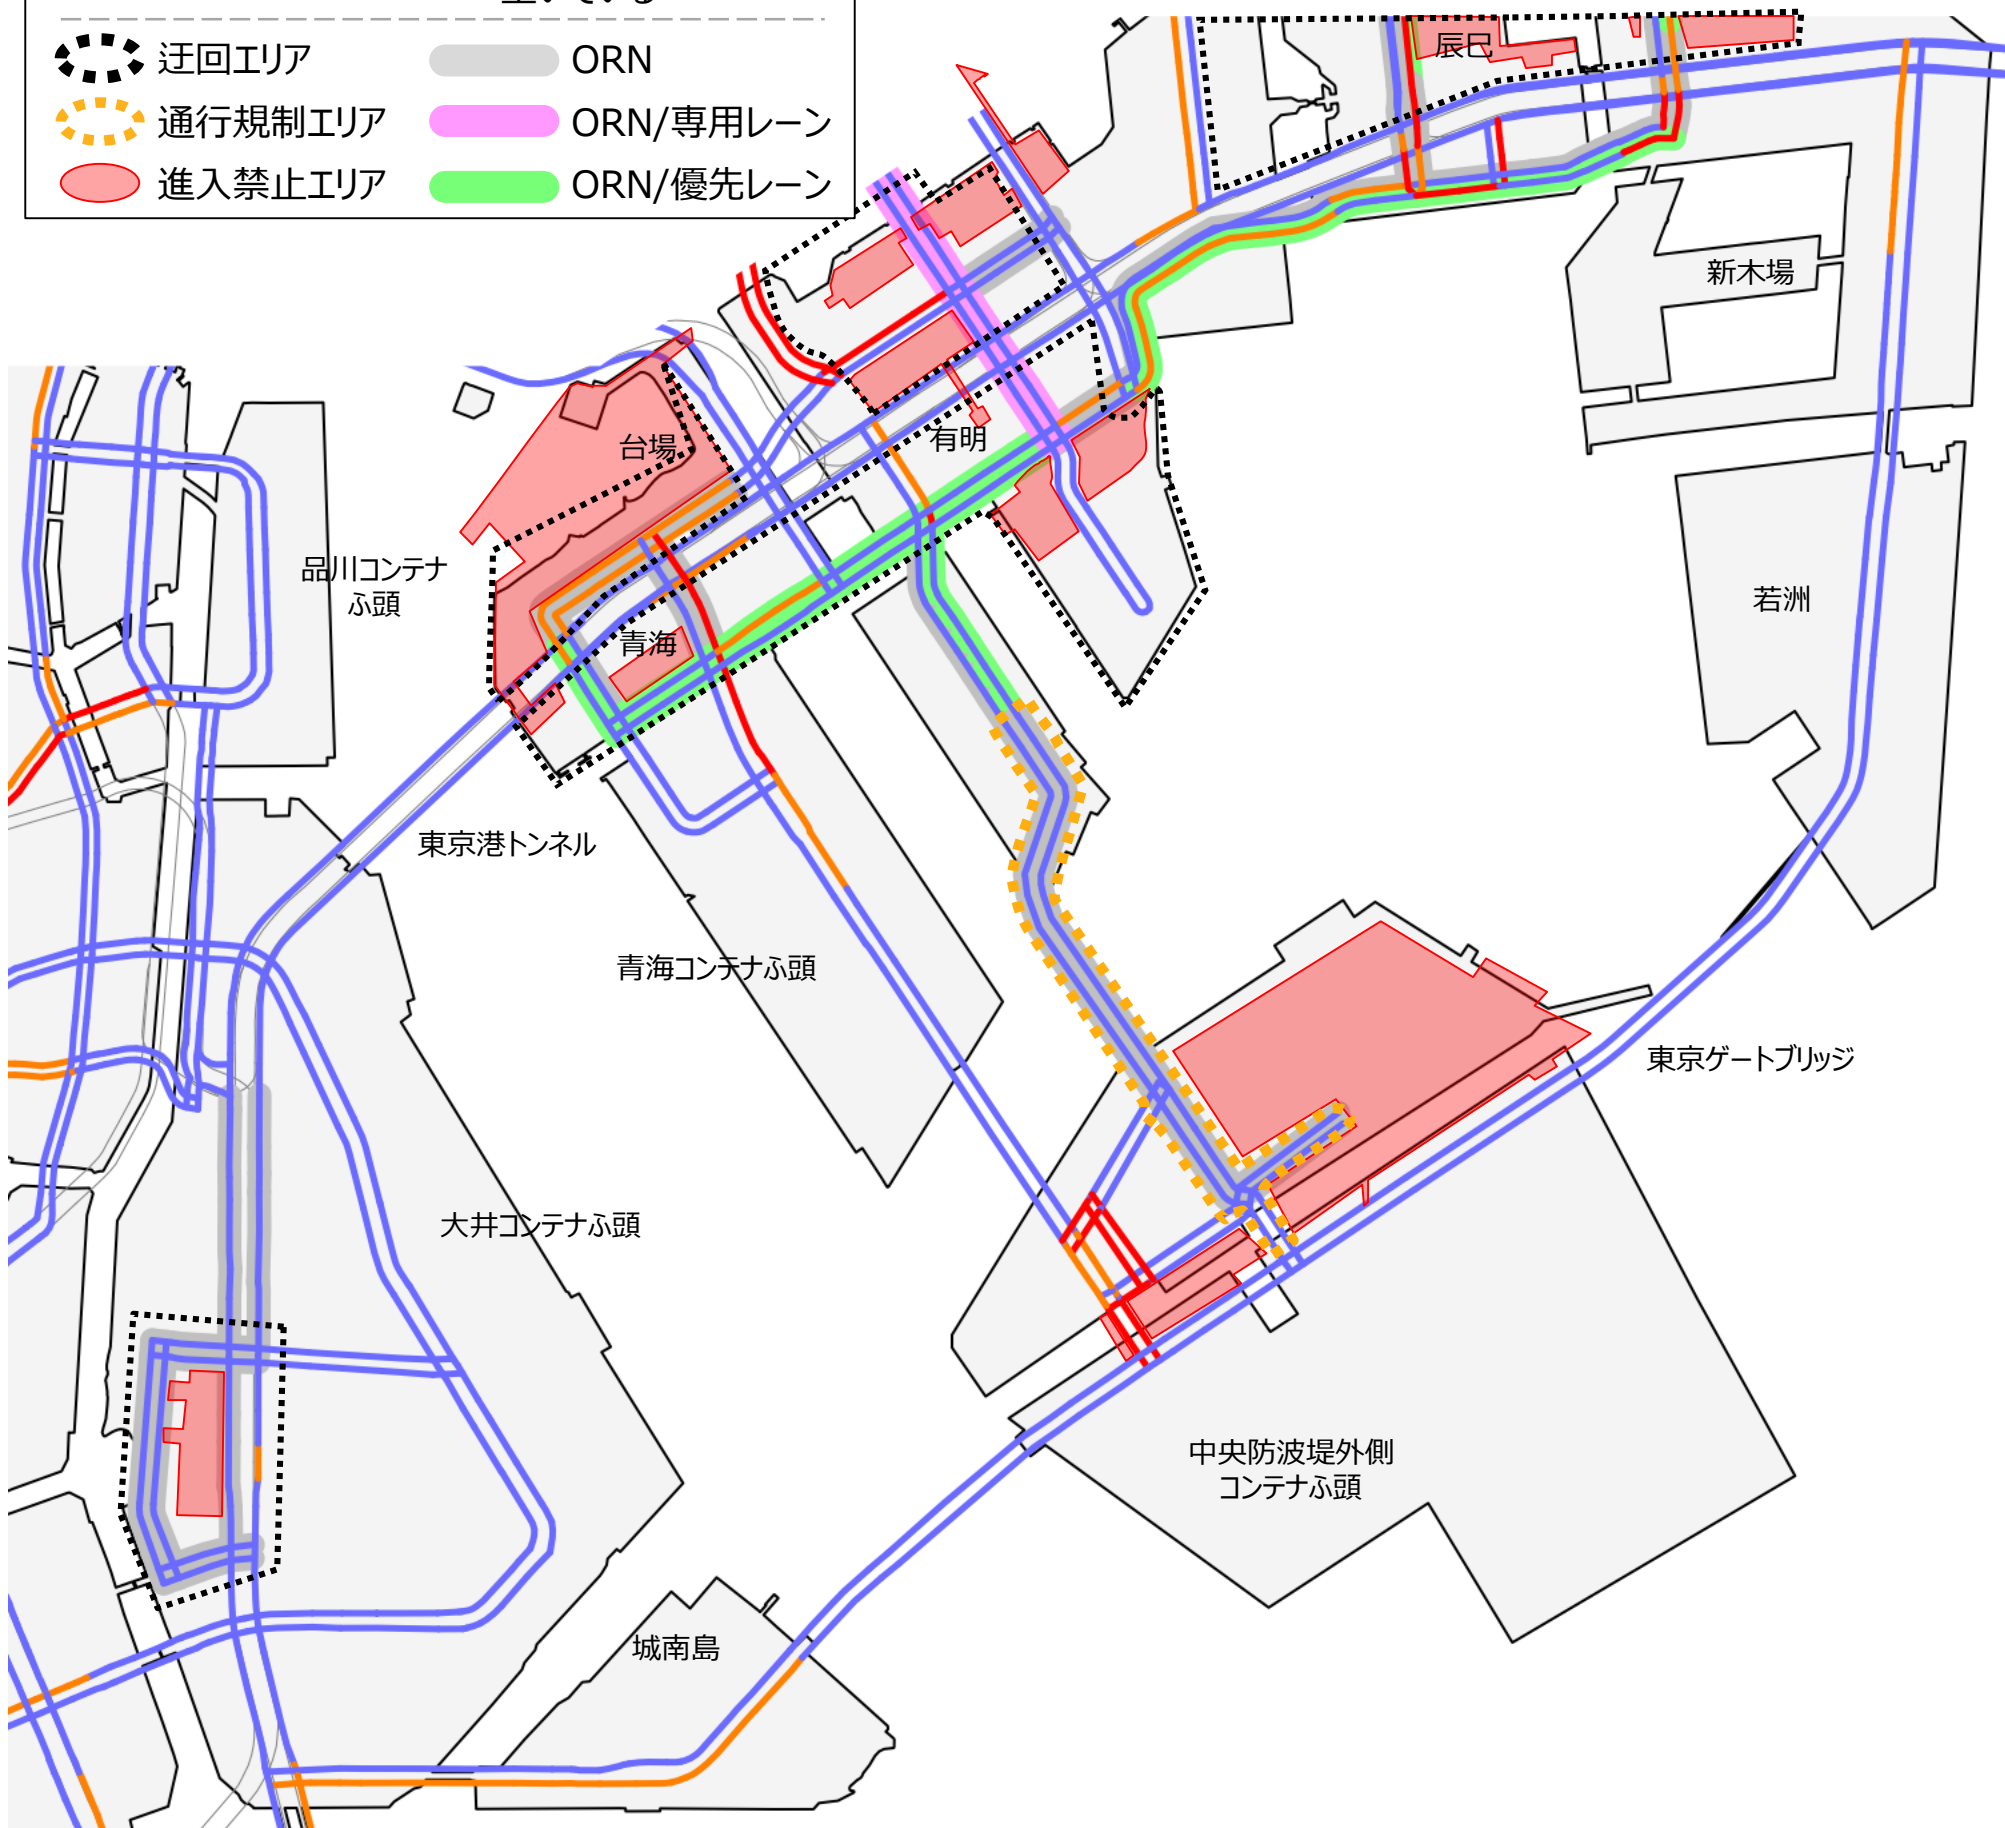 空いている
迂回エリア
ORN
通行規制エリア
ORN/専用レーン
進入禁止エリア
ORN/優先レーン
辰巳
新木場
有明
台場
品川コンテナ
ふ頭
青海
若洲
東京港トンネル
青海コンテナふ頭
東京ゲートブリッジ
大井コンテナふ頭
中央防波堤外側
コンテナふ頭
城南島